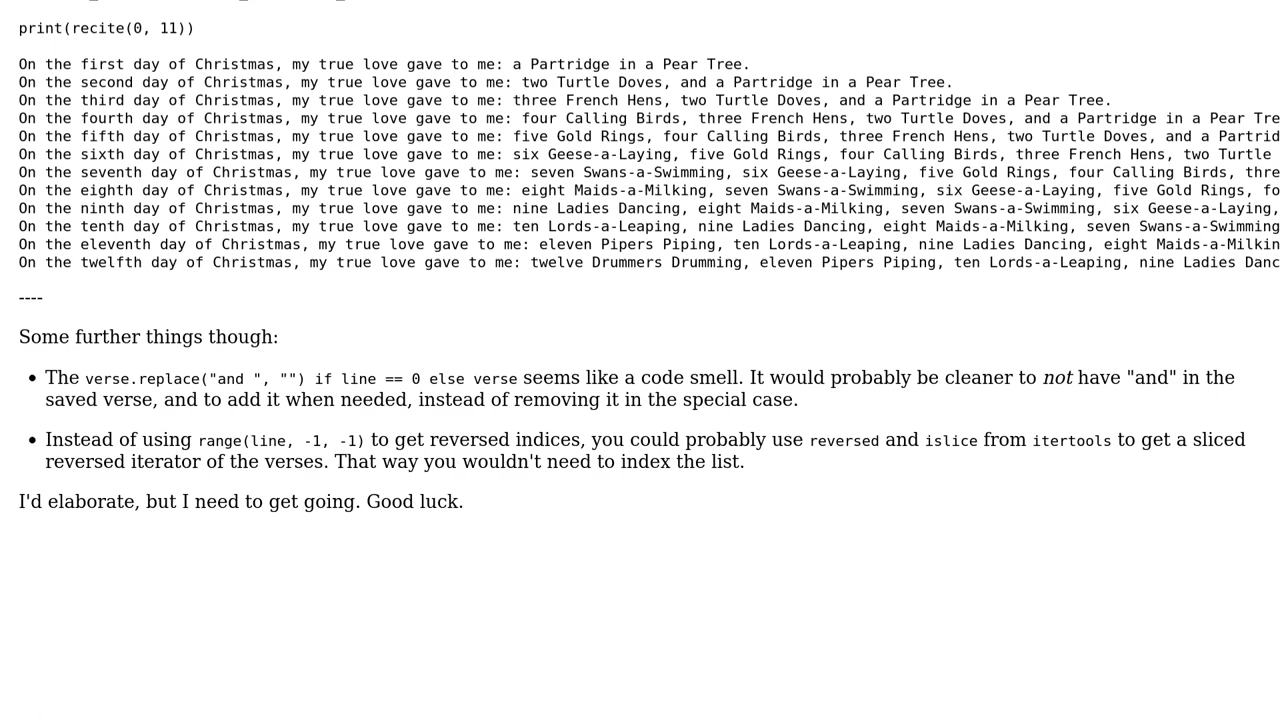 print(recite(0, 11))
On the first day of Christmas, my true love gave to me: a Partridge in a Pear Tree.
On the second day of Christmas, my true love gave to me: two Turtle Doves, and a Partridge in a Pear Tree.
On the third day of Christmas, my true love gave to me: three French Hens, two Turtle Doves, and a Partridge in a Pear Tree.
On the fourth day of Christmas, my true love gave to me: four Calling Birds, three French Hens, two Turtle Doves, and a Partridge in a Pear Tre
On the fifth day of Christmas, my true love gave to me: five Gold Rings, four Calling Birds, three French Hens, two Turtle Doves, and a Partrid
On the sixth day of Christmas, my true love gave to me: six Geese-a-Laying, five Gold Rings, four Calling Birds, three French Hens, two Turtle
On the seventh day of Christmas, my true love gave to me: seven Swans-a-Swimming, six Geese-a-Laying, five Gold Rings, four Calling Birds, thre
On the eighth day of Christmas, my true love gave to me: eight Maids-a-Milking, seven Swans-a-Swimming, six Geese-a-Laying, five Gold Rings, fo
On the ninth day of Christmas, my true love gave to me: nine Ladies Dancing, eight Maids-a-Milking, seven Swans-a-Swimming, six Geese-a-Laying,
On the tenth day of Christmas, my true love gave to me: ten Lords-a-Leaping, nine Ladies Dancing, eight Maids-a-Milking, seven Swans-a-Swimming
On the eleventh day of Christmas, my true love gave to me: eleven Pipers Piping, ten Lords-a-Leaping, nine Ladies Dancing, eight Maids-a-Milkin
On the twelfth day of Christmas, my true love gave to me: twelve Drummers Drumming, eleven Pipers Piping, ten Lords-a-Leaping, nine Ladies Danc
----
Some further things though:
• The verse.replace("and ", "") if line == 0 else verse seems like a code smell. It would probably be cleaner to not have "and" in the
saved verse, and to add it when needed, instead of removing it in the special case.
• Instead of using range(line, -1, -1) to get reversed indices, you could probably use reversed and islice from itertools to get a sliced
reversed iterator of the verses. That way you wouldn't need to index the list.
I'd elaborate, but I need to get going. Good luck.